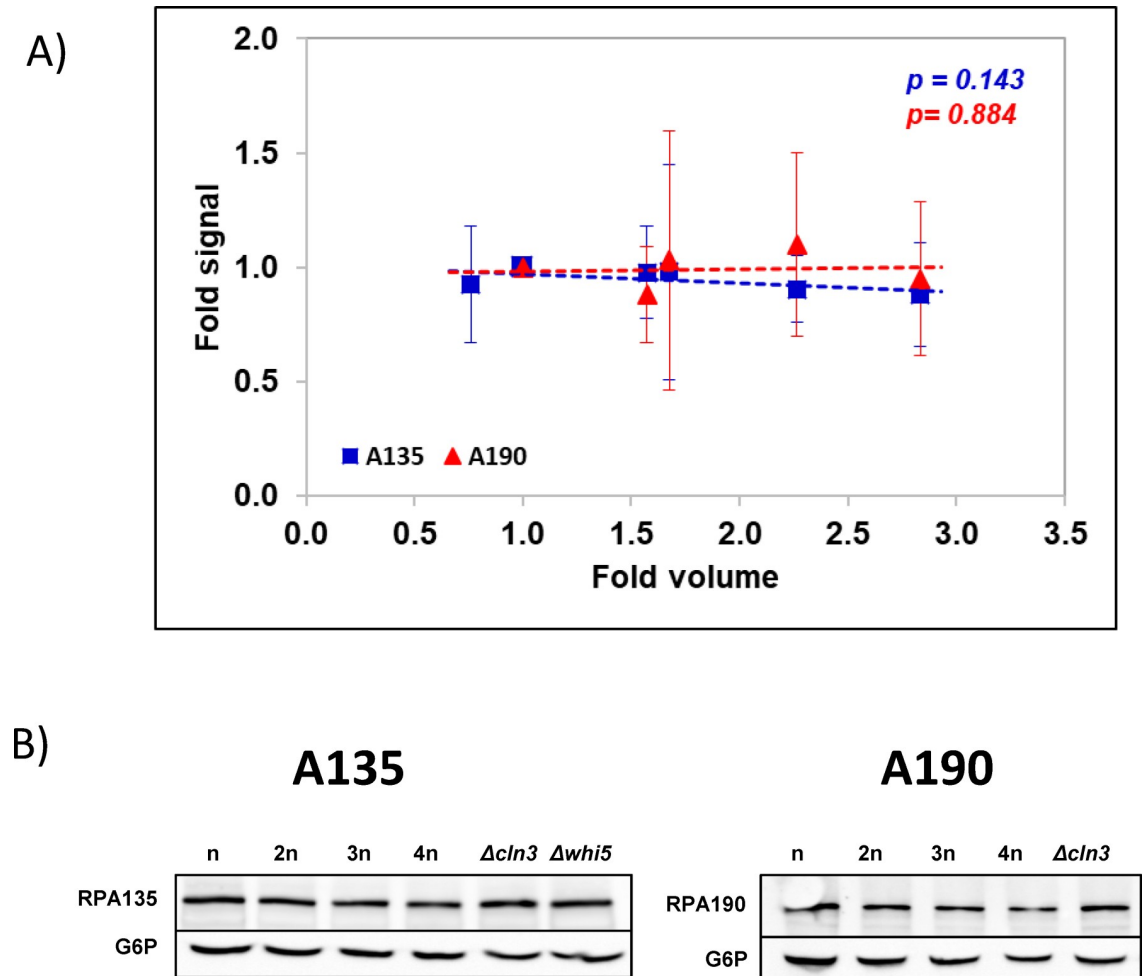 A)
2.0
1.5
1.0
0.5
0.0
Fold signal
p = 0.143
p= 0.884
A135 A190
0.0 0.5 1.0 1.5 2.0 2.5 3.0 3.5
Fold volume
B)
A135 A190
n 2n 3n 4n Δcln3 Δwhi5 n 2n 3n 4n Δcln3
RPA135 RPA190
G6P G6P